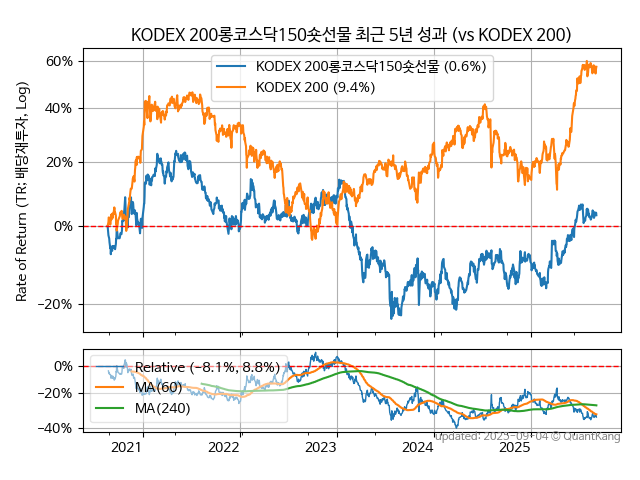 KODEX 200롱코스닥150숏선물 최근 5년 성과 (vs KODEX 200)
Rate of Return (TR: 배당재투자, Log)
60%
40%
20%
0%
−20%
KODEX 200롱코스닥150숏선물 (0.6%)
KODEX 200 (9.4%)
0%
−20%
−40%
Relative (-8.1%, 8.8%)
MA(60)
MA(240)
2021
2022
2023
2024
2025
Updated: 2025-09-04 © QuantKang